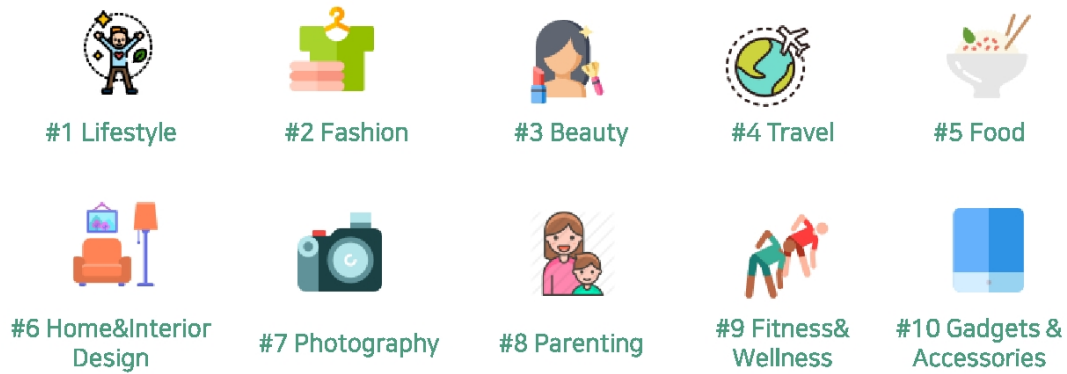 #1 Lifestyle
#2 Fashion
#3 Beauty
#4 Travel
#5 Food
#6 Home&Interior
Design
#7 Photography
#8 Parenting
#9 Fitness&
Wellness
#10 Gadgets &
Accessories